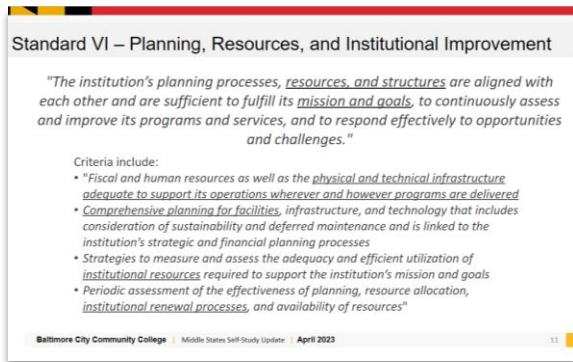 Standard VI – Planning, Resources, and Institutional Improvement
"The institution's planning processes, resources, and structures are aligned with
each other and are sufficient to fulfill its mission and goals, to continuously assess
and improve its programs and services, and to respond effectively to opportunities
and challenges."
Criteria include:
• "Fiscal and human resources as well as the physical and technical infrastructure
adequate to support its operations wherever and however programs are delivered
• Comprehensive planning for facilities, infrastructure, and technology that includes
consideration of sustainability and deferred maintenance and is linked to the
institution's strategic and financial planning processes
• Strategies to measure and assess the adequacy and efficient utilization of
institutional resources required to support the institution's mission and goals
• Periodic assessment of the effectiveness of planning, resource allocation,
institutional renewal processes, and availability of resources"
Baltimore City Community College | Middle States Self-Study Update | April 2023 11